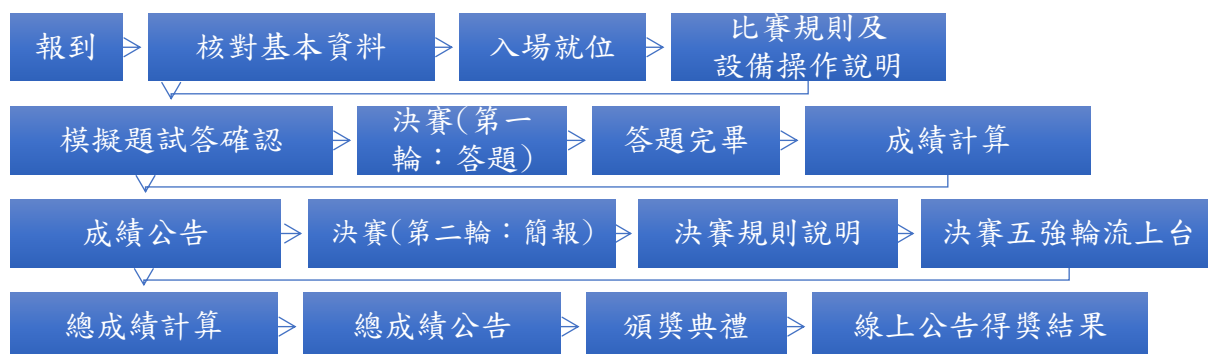 報到
核對基本資料
入場就位
比賽規則及
設備操作說明
模擬題試答確認
決賽(第一
輪：答題)
答題完畢
成績計算
成績公告
決賽(第二輪：簡報)
決賽規則說明
決賽五強輪流上台
總成績計算
總成績公告
頒獎典禮
線上公告得獎結果